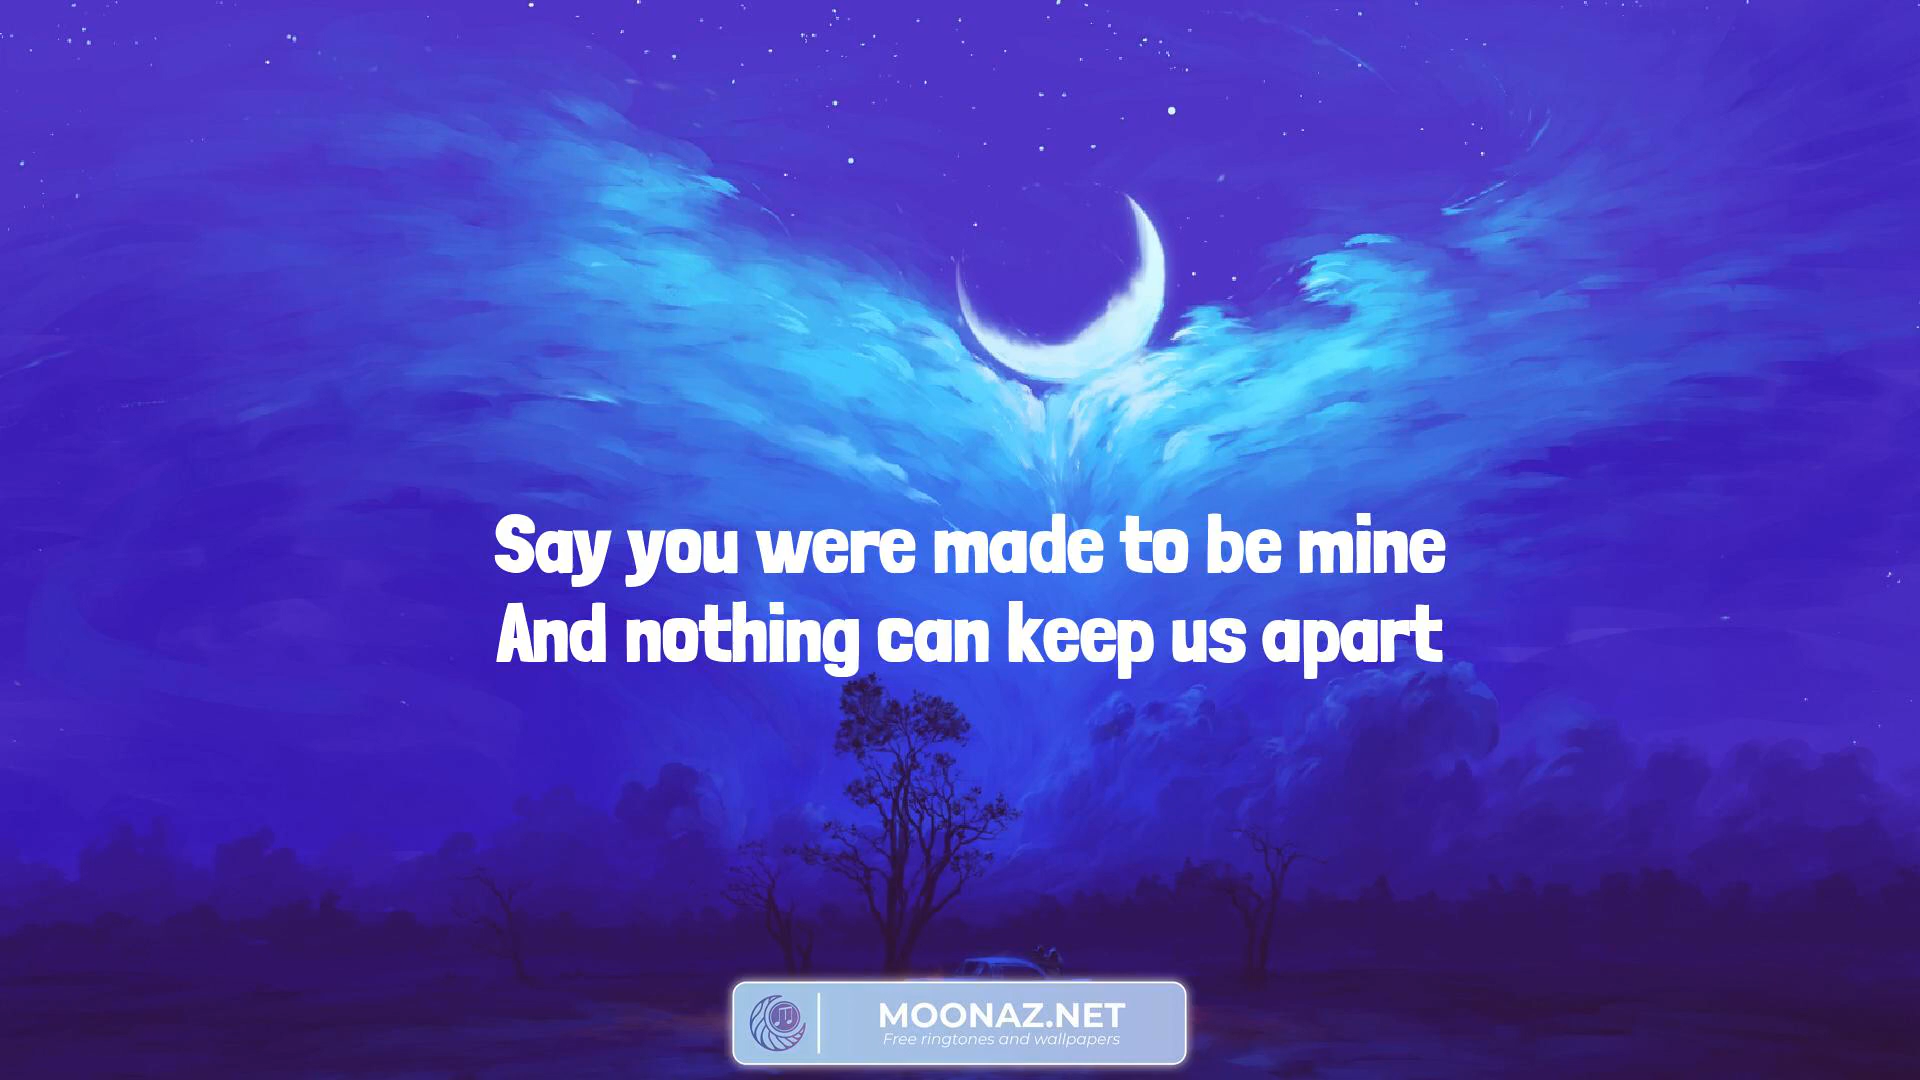 Say you were made to be mine
And nothing can keep us apart
MOONAZ.NET
Free ringtones and wallpapers